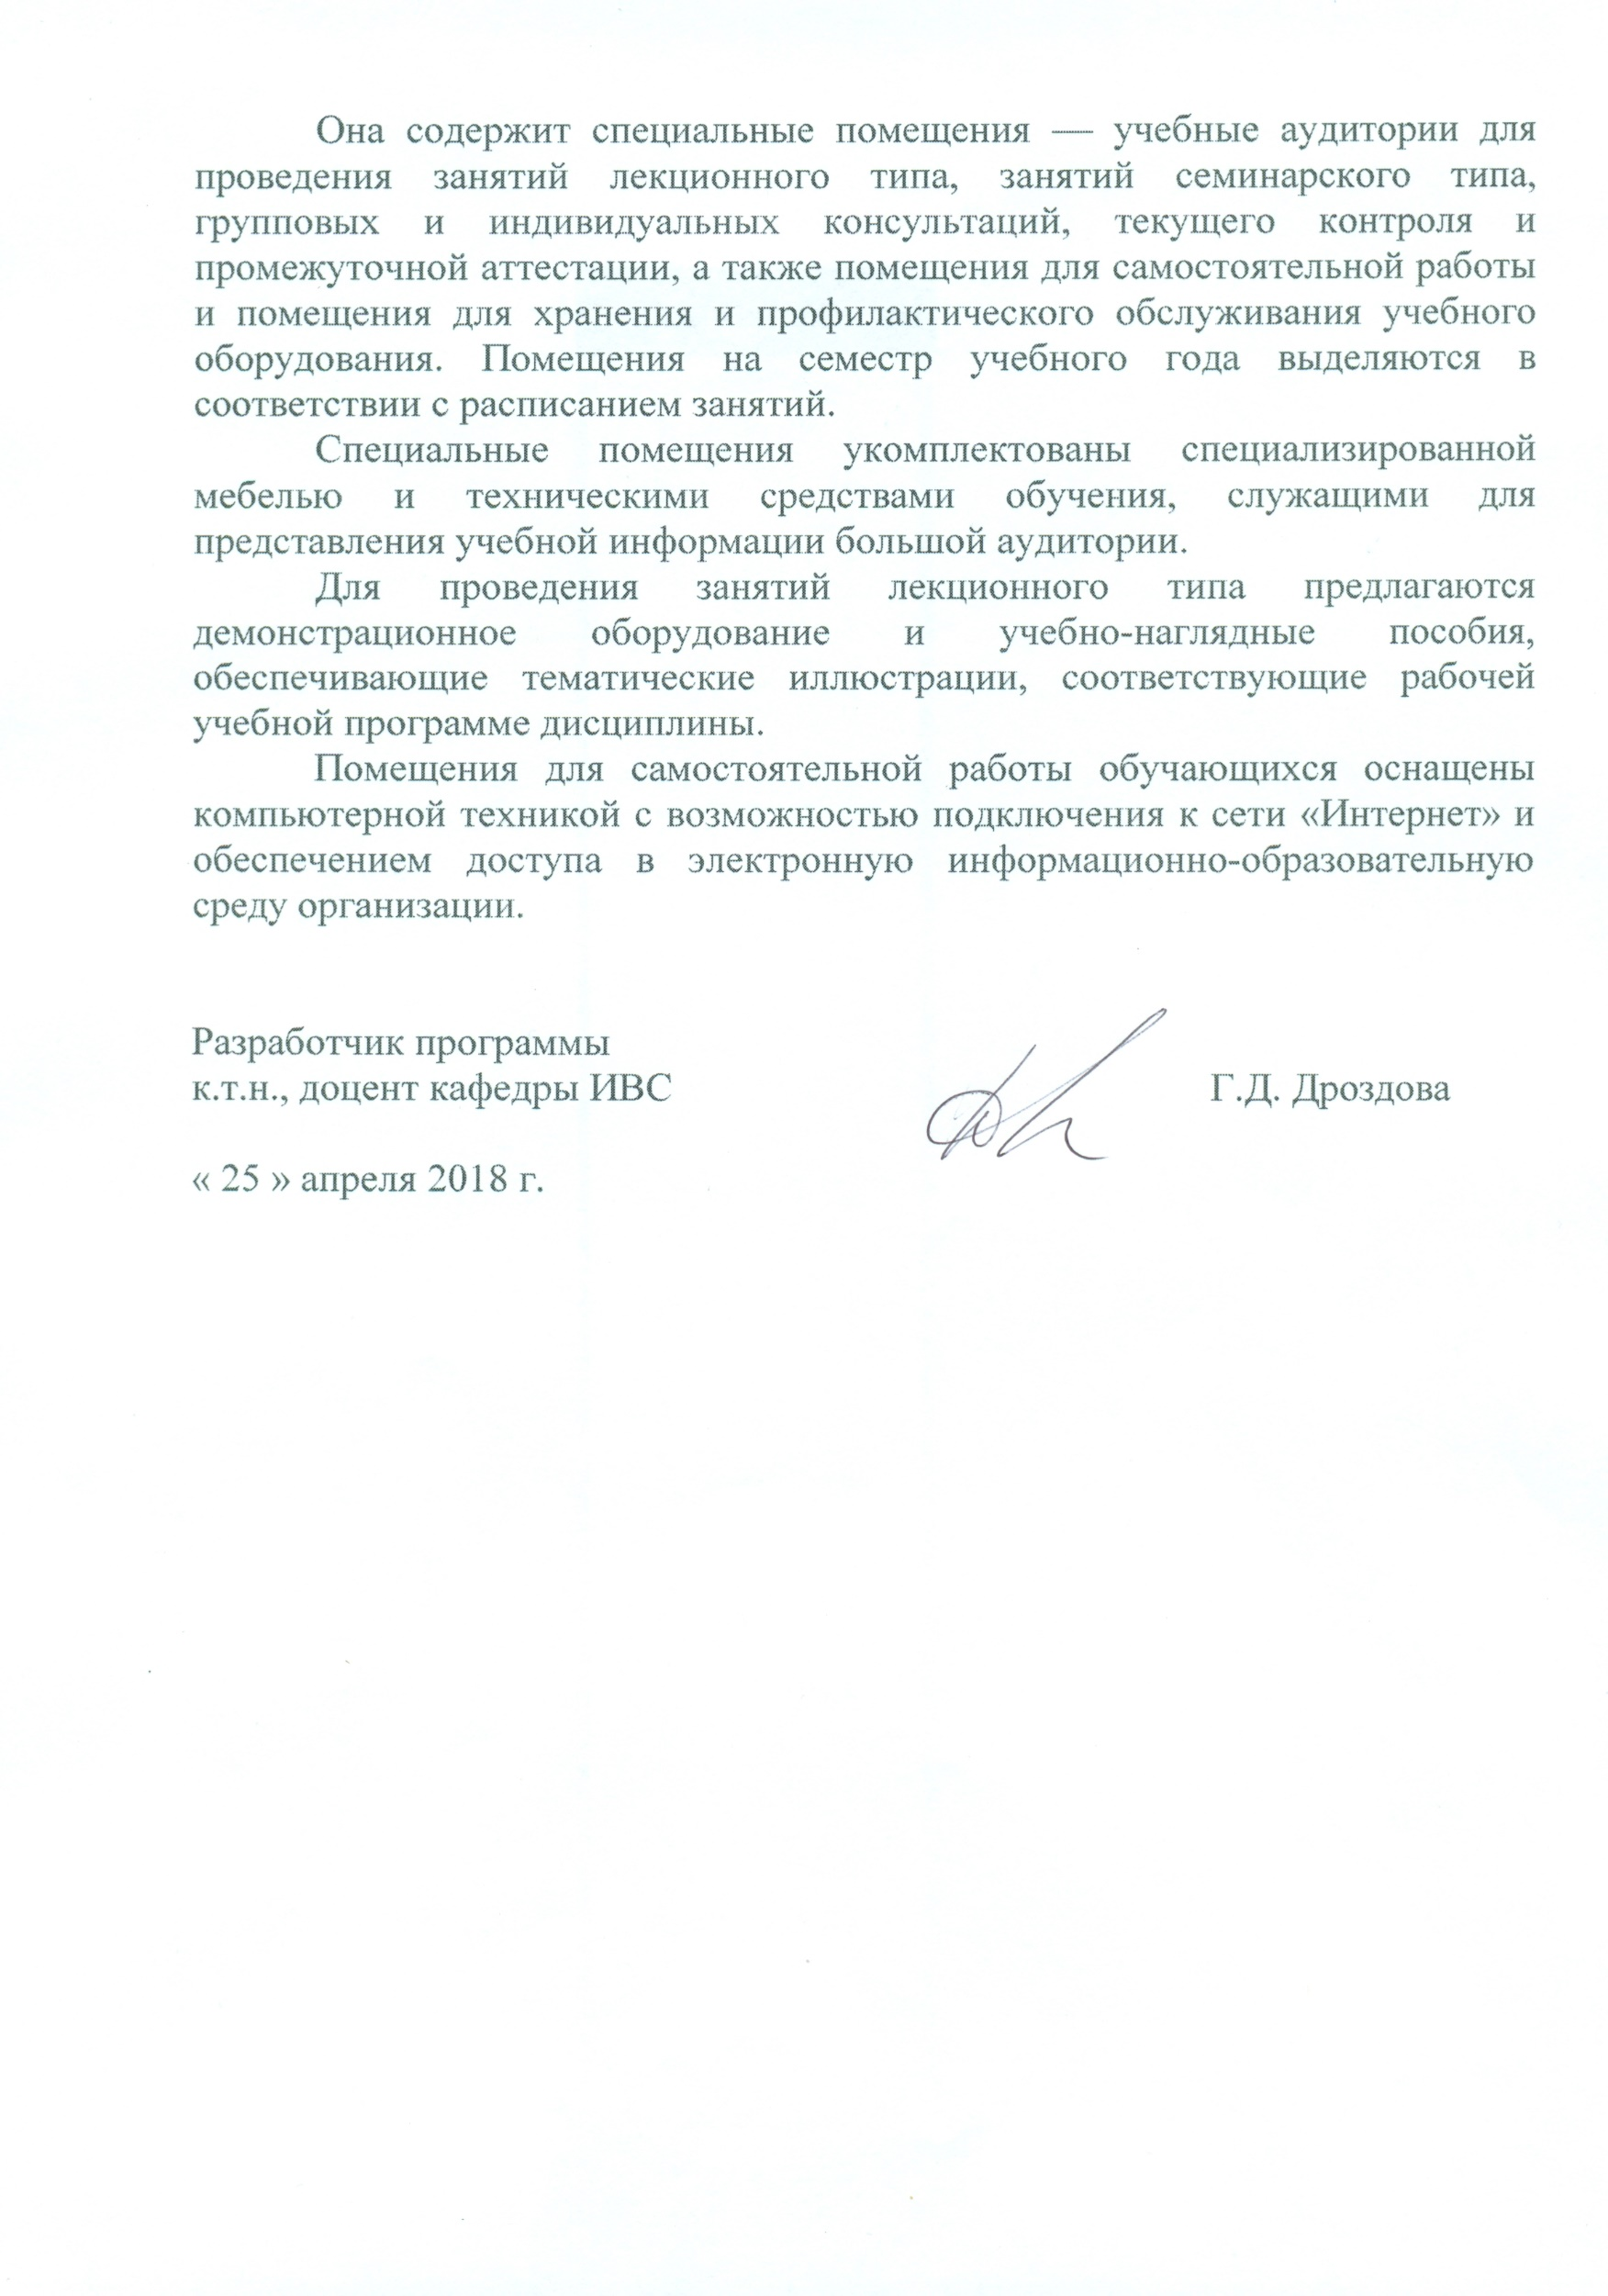 Она содержит специальные помещения — учебные аудитории для
проведения занятий лекционного типа, занятий семинарского типа,
групповых и индивидуальных консультаций, текущего контроля и
промежуточной аттестации, а также помещения для самостоятельной работы
и помещения для хранения и профилактического обслуживания учебного
оборудования. Помещения на семестр учебного года выделяются в
соответствии с расписанием занятий.
Специальные помещения укомплектованы специализированной
мебелью и техническими средствами обучения, служащими для
представления учебной информации большой аудитории.
Для проведения занятий лекционного типа предлагаются
демонстрационное оборудование и учебно-наглядные пособия,
обеспечивающие тематические иллюстрации, соответствующие рабочей
учебной программе дисциплины.
Помещения для самостоятельной работы обучающихся оснащены
компьютерной техникой с возможностью подключения к сети «Интернет» и
обеспечением доступа в электронную информационно-образовательную
среду организации.
Разработчик программы
к.т.н., доцент кафедры ИВС Г.Д. Дроздова
« 25 » апреля 2018 г.